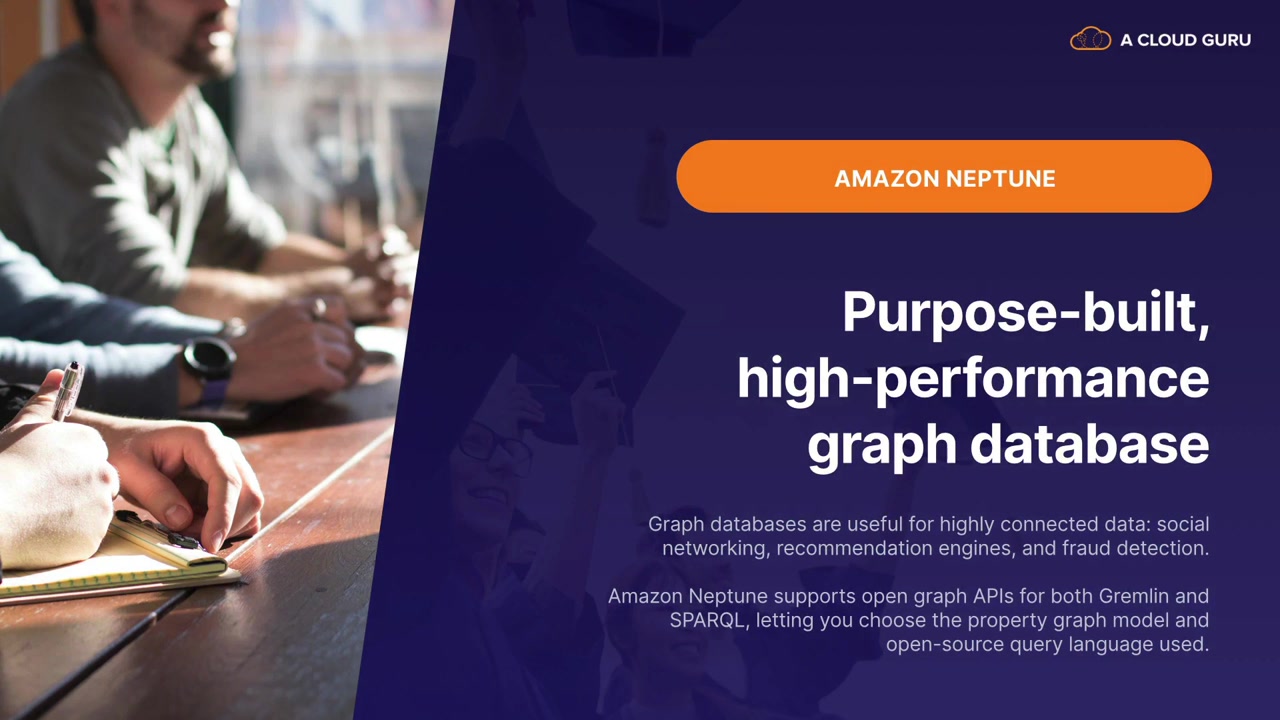 A CLOUD GURU
AMAZON NEPTUNE
Purpose-built,
high-performance
graph database
Graph databases are useful for highly connected data: social
networking, recommendation engines, and fraud detection.
Amazon Neptune supports open graph APIs for both Gremlin and
SPARQL, letting you choose the property graph model and
open-source query language used.